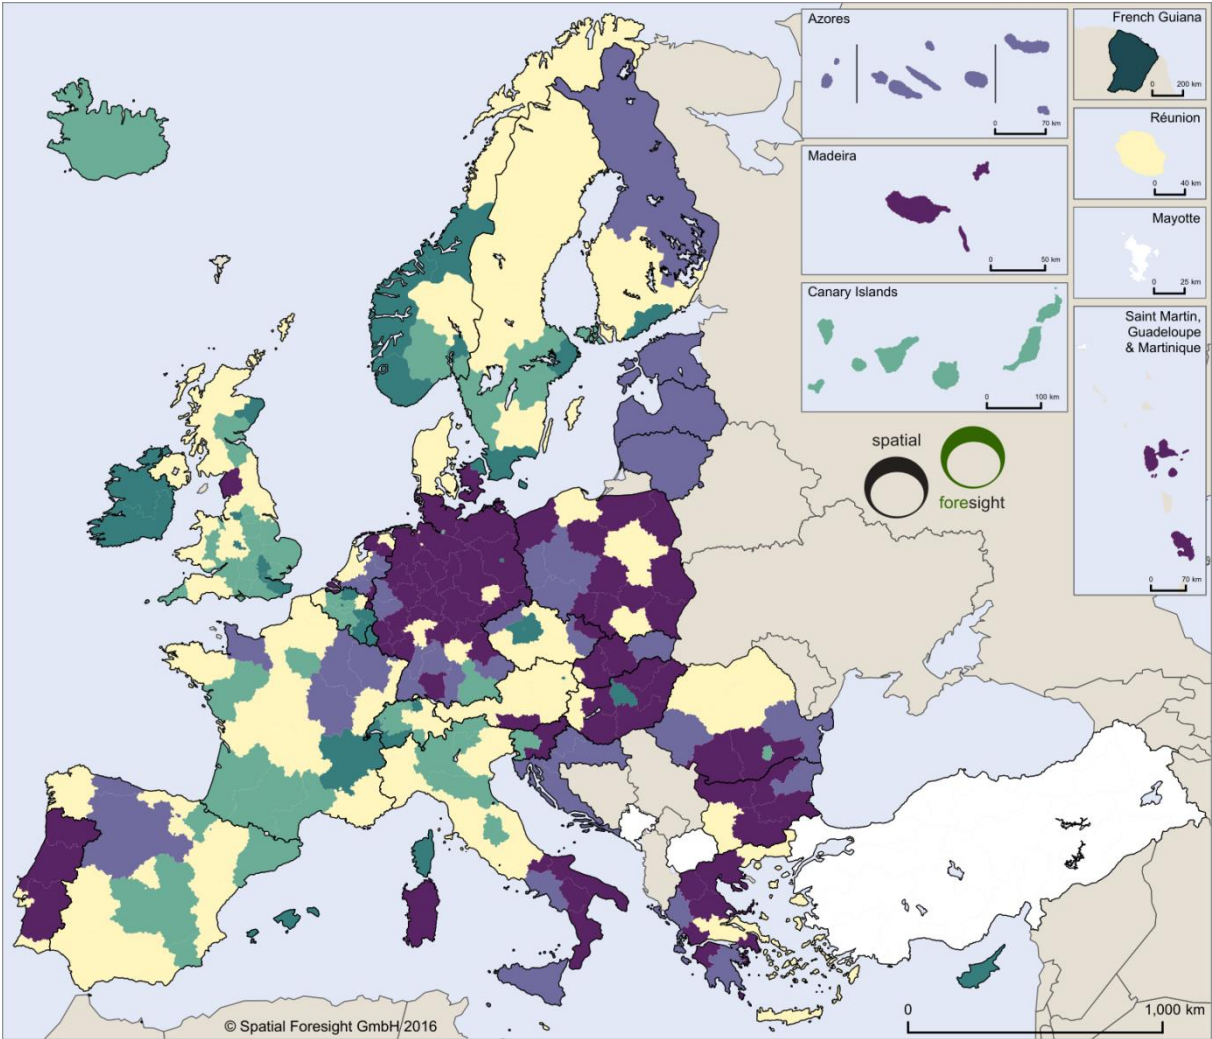 Azores
0
70 km
French Guiana
0
200 km
Réunion
0
40 km
Madeira
0
50 km
Mayotte
0
25 km
Canary Islands
0
100 km
Saint Martin,
Guadeloupe
& Martinique
0
70 km
spatial
foresight
© Spatial Foresight GmbH 2016
0
1,000 km